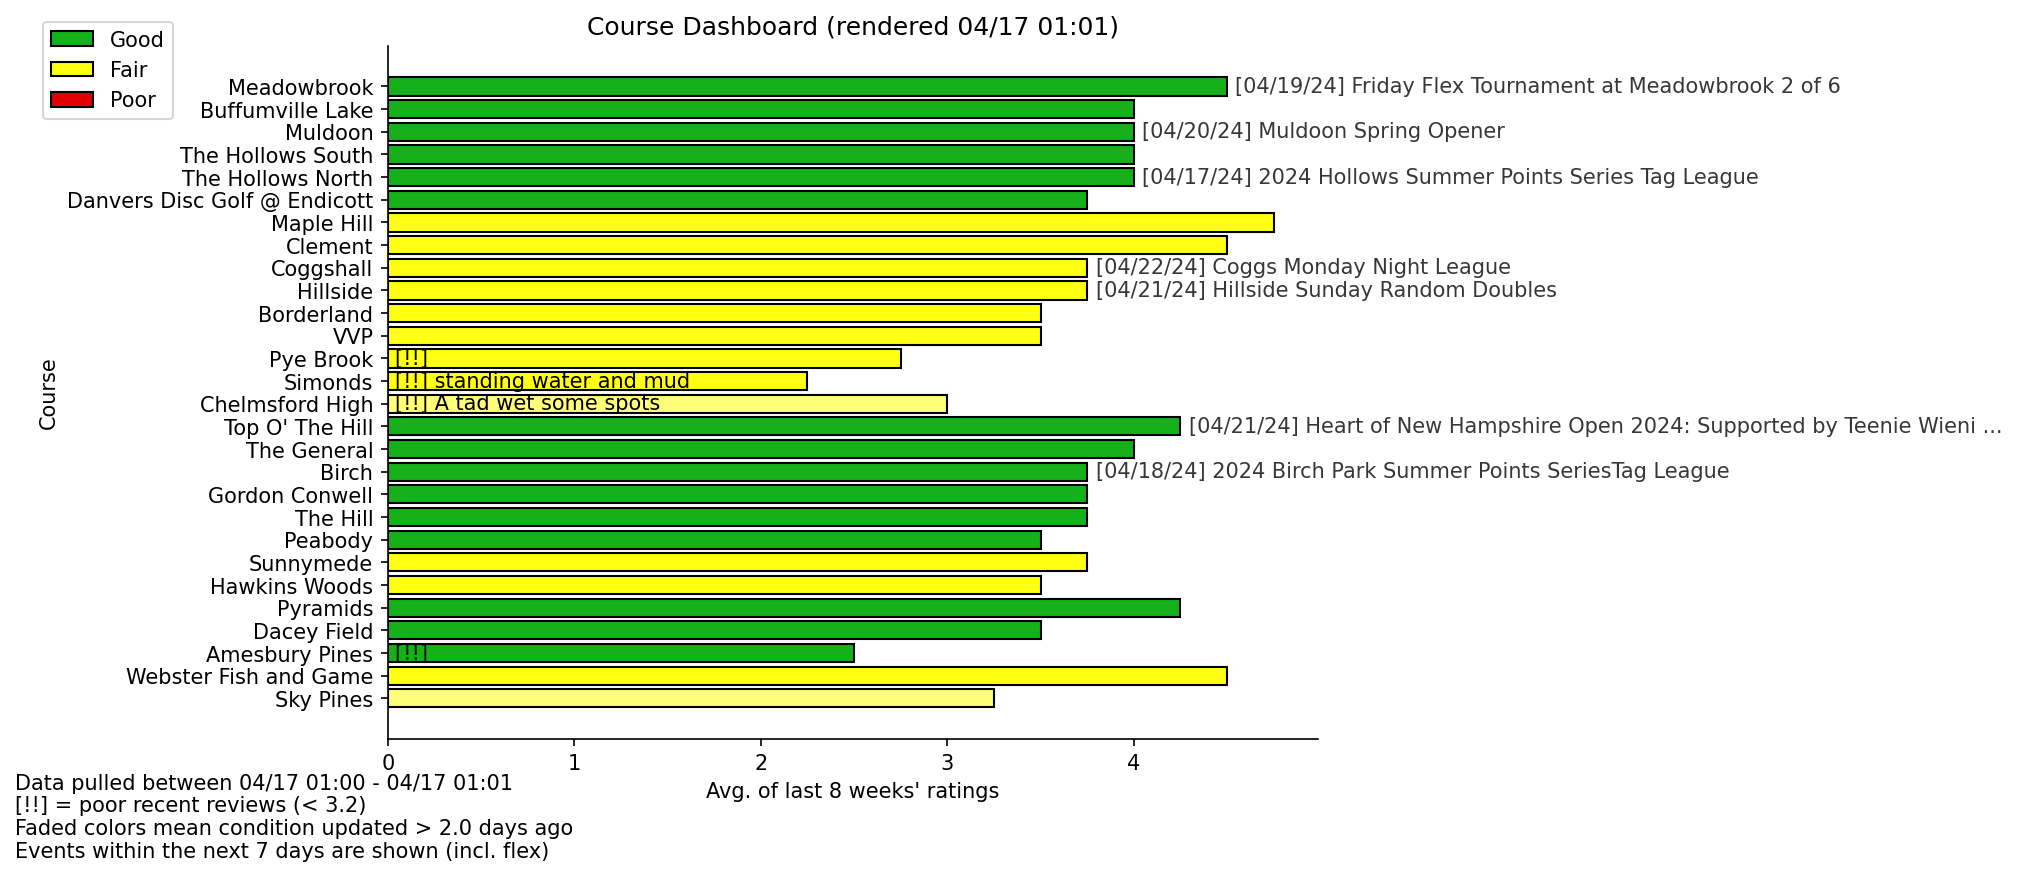 Course Dashboard (rendered 04/17 01:01)
Good
Fair
Poor
Meadowbrook [04/19/24] Friday Flex Tournament at Meadowbrook 2 of 6
Buffumville Lake
Muldoon [04/20/24] Muldoon Spring Opener
The Hollows South
The Hollows North [04/17/24] 2024 Hollows Summer Points Series Tag League
Danvers Disc Golf @ Endicott
Maple Hill
Clement
Coggshall [04/22/24] Coggs Monday Night League
Hillside [04/21/24] Hillside Sunday Random Doubles
Borderland
VVP
Pye Brook [!!]
Simonds [!!] standing water and mud
Chelmsford High [!!] A tad wet some spots
Top O' The Hill [04/21/24] Heart of New Hampshire Open 2024: Supported by Teenie Wieni ...
The General
Birch [04/18/24] 2024 Birch Park Summer Points SeriesTag League
Gordon Conwell
The Hill
Peabody
Sunnymede
Hawkins Woods
Pyramids
Dacey Field
Amesbury Pines [!!]
Webster Fish and Game
Sky Pines
Course
0 1 2 3 4
Avg. of last 8 weeks' ratings
Data pulled between 04/17 01:00 - 04/17 01:01
[!!] = poor recent reviews (< 3.2)
Faded colors mean condition updated > 2.0 days ago
Events within the next 7 days are shown (incl. flex)